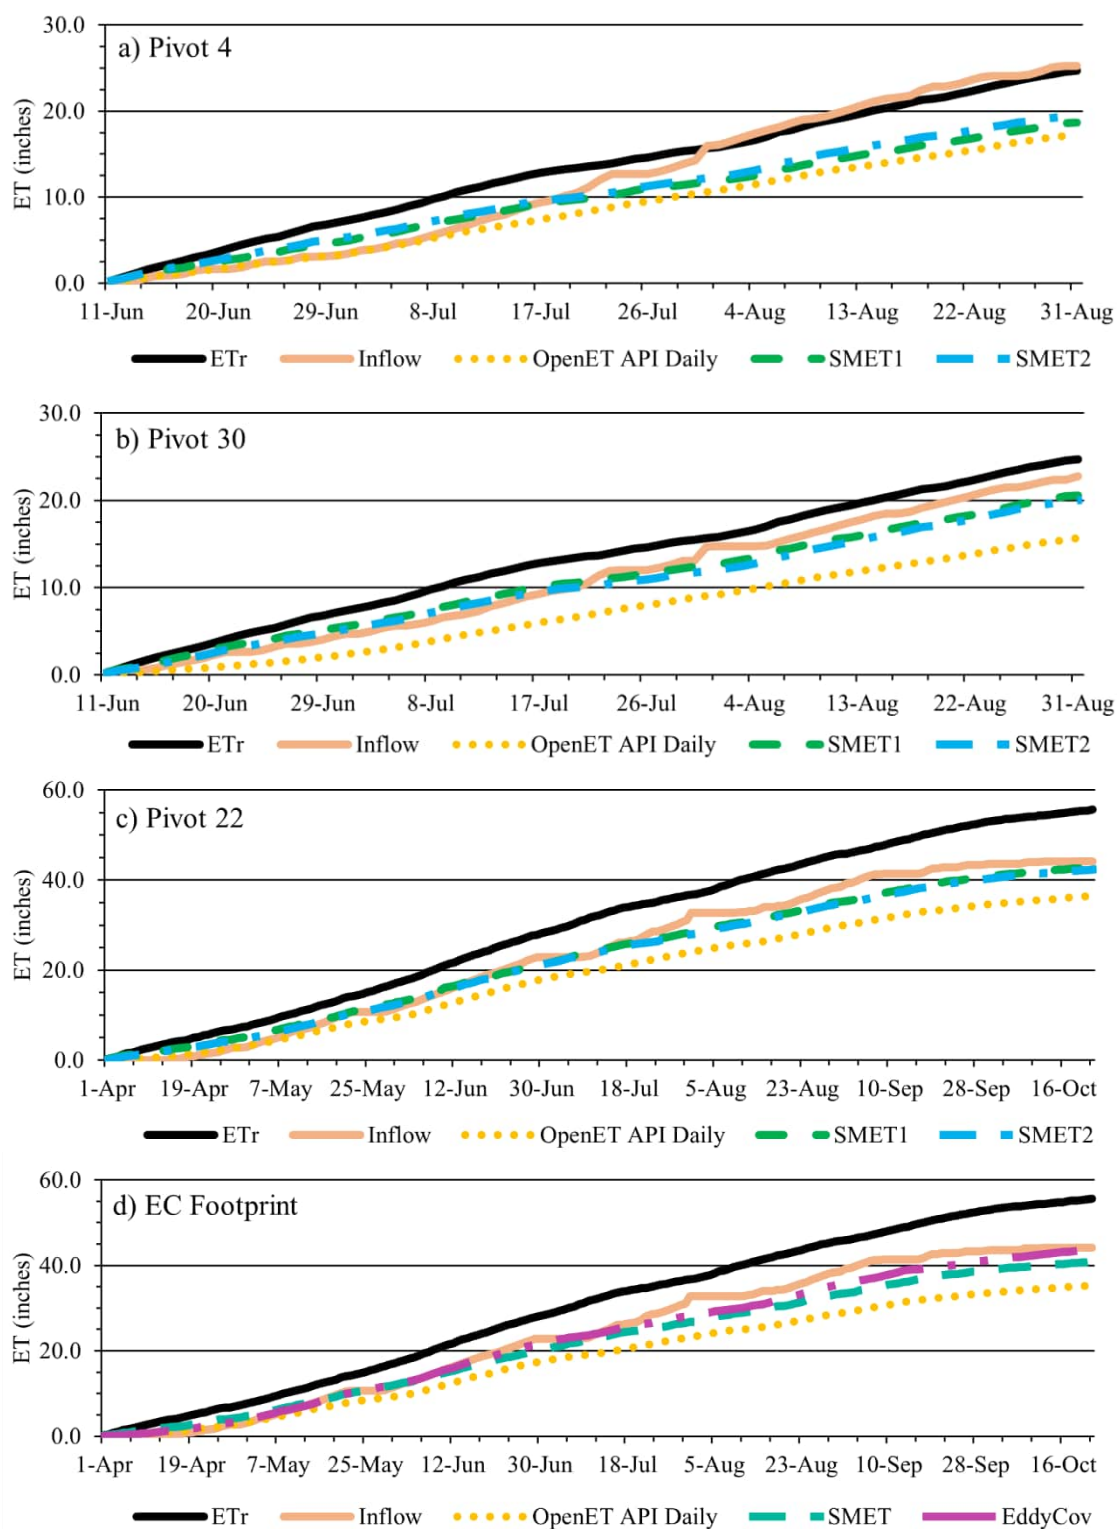 a) Pivot 4
ET (inches)
30.0
20.0
10.0
0.0
11-Jun 20-Jun 29-Jun 8-Jul 17-Jul 26-Jul 4-Aug 13-Aug 22-Aug 31-Aug
ETr Inflow OpenET API Daily SMET1 SMET2
b) Pivot 30
ET (inches)
30.0
20.0
10.0
0.0
11-Jun 20-Jun 29-Jun 8-Jul 17-Jul 26-Jul 4-Aug 13-Aug 22-Aug 31-Aug
ETr Inflow OpenET API Daily SMET1 SMET2
c) Pivot 22
ET (inches)
60.0
40.0
20.0
0.0
1-Apr 19-Apr 7-May 25-May 12-Jun 30-Jun 18-Jul 5-Aug 23-Aug 10-Sep 28-Sep 16-Oct
ETr Inflow OpenET API Daily SMET1 SMET2
d) EC Footprint
ET (inches)
60.0
40.0
20.0
0.0
1-Apr 19-Apr 7-May 25-May 12-Jun 30-Jun 18-Jul 5-Aug 23-Aug 10-Sep 28-Sep 16-Oct
ETr Inflow OpenET API Daily SMET EddyCov